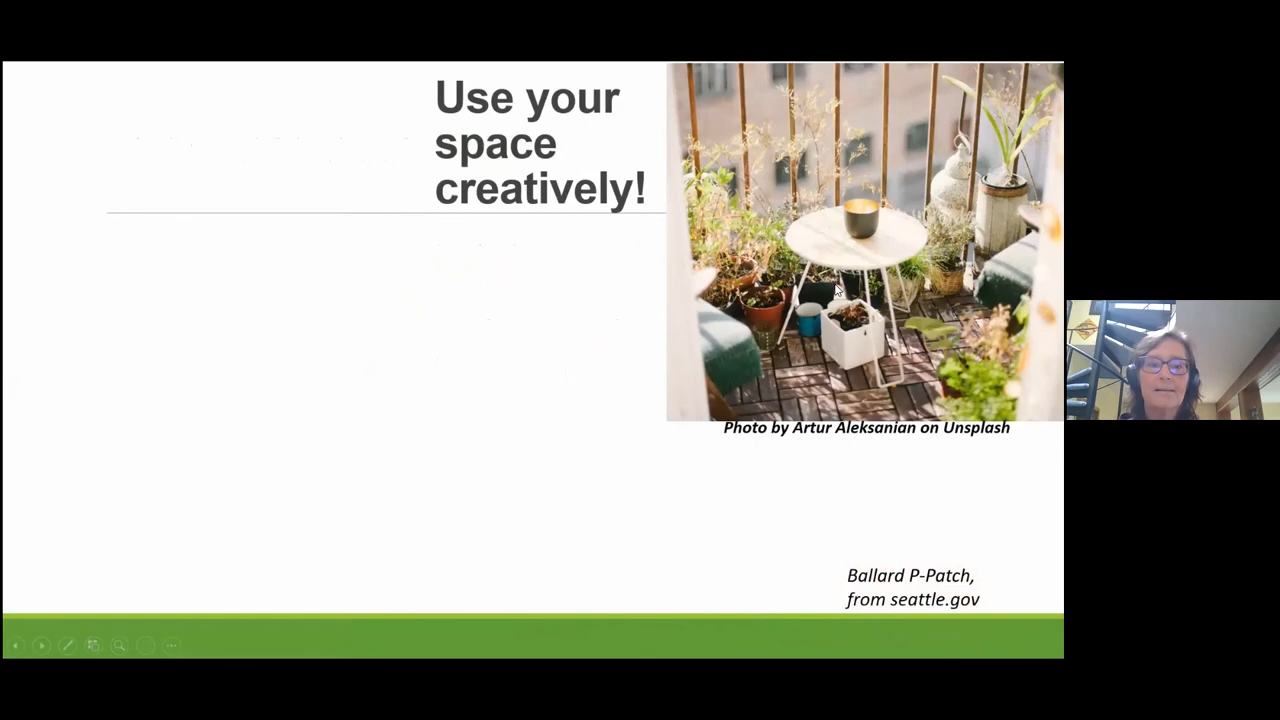 Use your
space
creatively!
Photo by Artur Aleksanian on Unsplash
Ballard P-Patch,
from seattle.gov